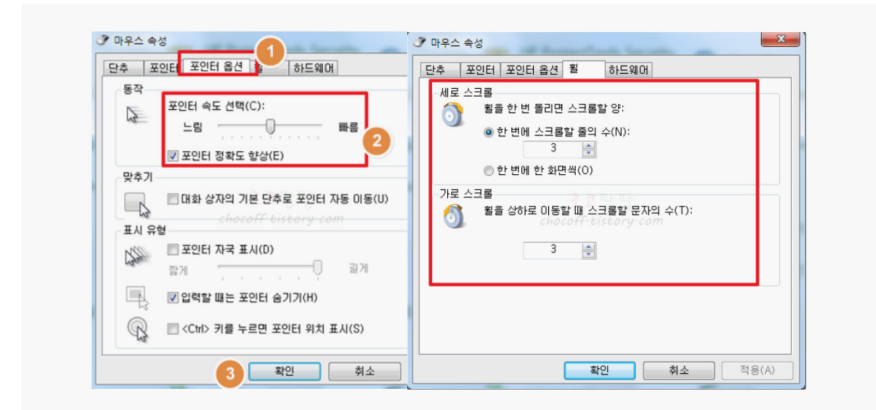 마우스 속성
1
단추 포인터 포인터 옵션 휠 하드웨어
동작
포인터 속도 선택(C):
느림 빠름
2
포인터 정확도 향상(E)
맞추기
대화 상자의 기본 단추로 포인터 자동 이동(U)
chocoff-tistory-com
표시 유형
포인터 자국 표시(D)
짧게 길게
입력할 때는 포인터 숨기기(H)
<Ctrl> 키를 누르면 포인터 위치 표시(S)
3
확인 취소
마우스 속성
단추 포인터 포인터 옵션 휠 하드웨어
세로 스크롤
휠을 한 번 돌리면 스크롤할 양:
한 번에 스크롤할 줄의 수(N):
3
한 번에 한 화면씩(O)
가로 스크롤
휠을 상하로 이동할 때 스크롤할 문자의 수(T):
chocoff-tistory-com
3
확인 취소 적용(A)